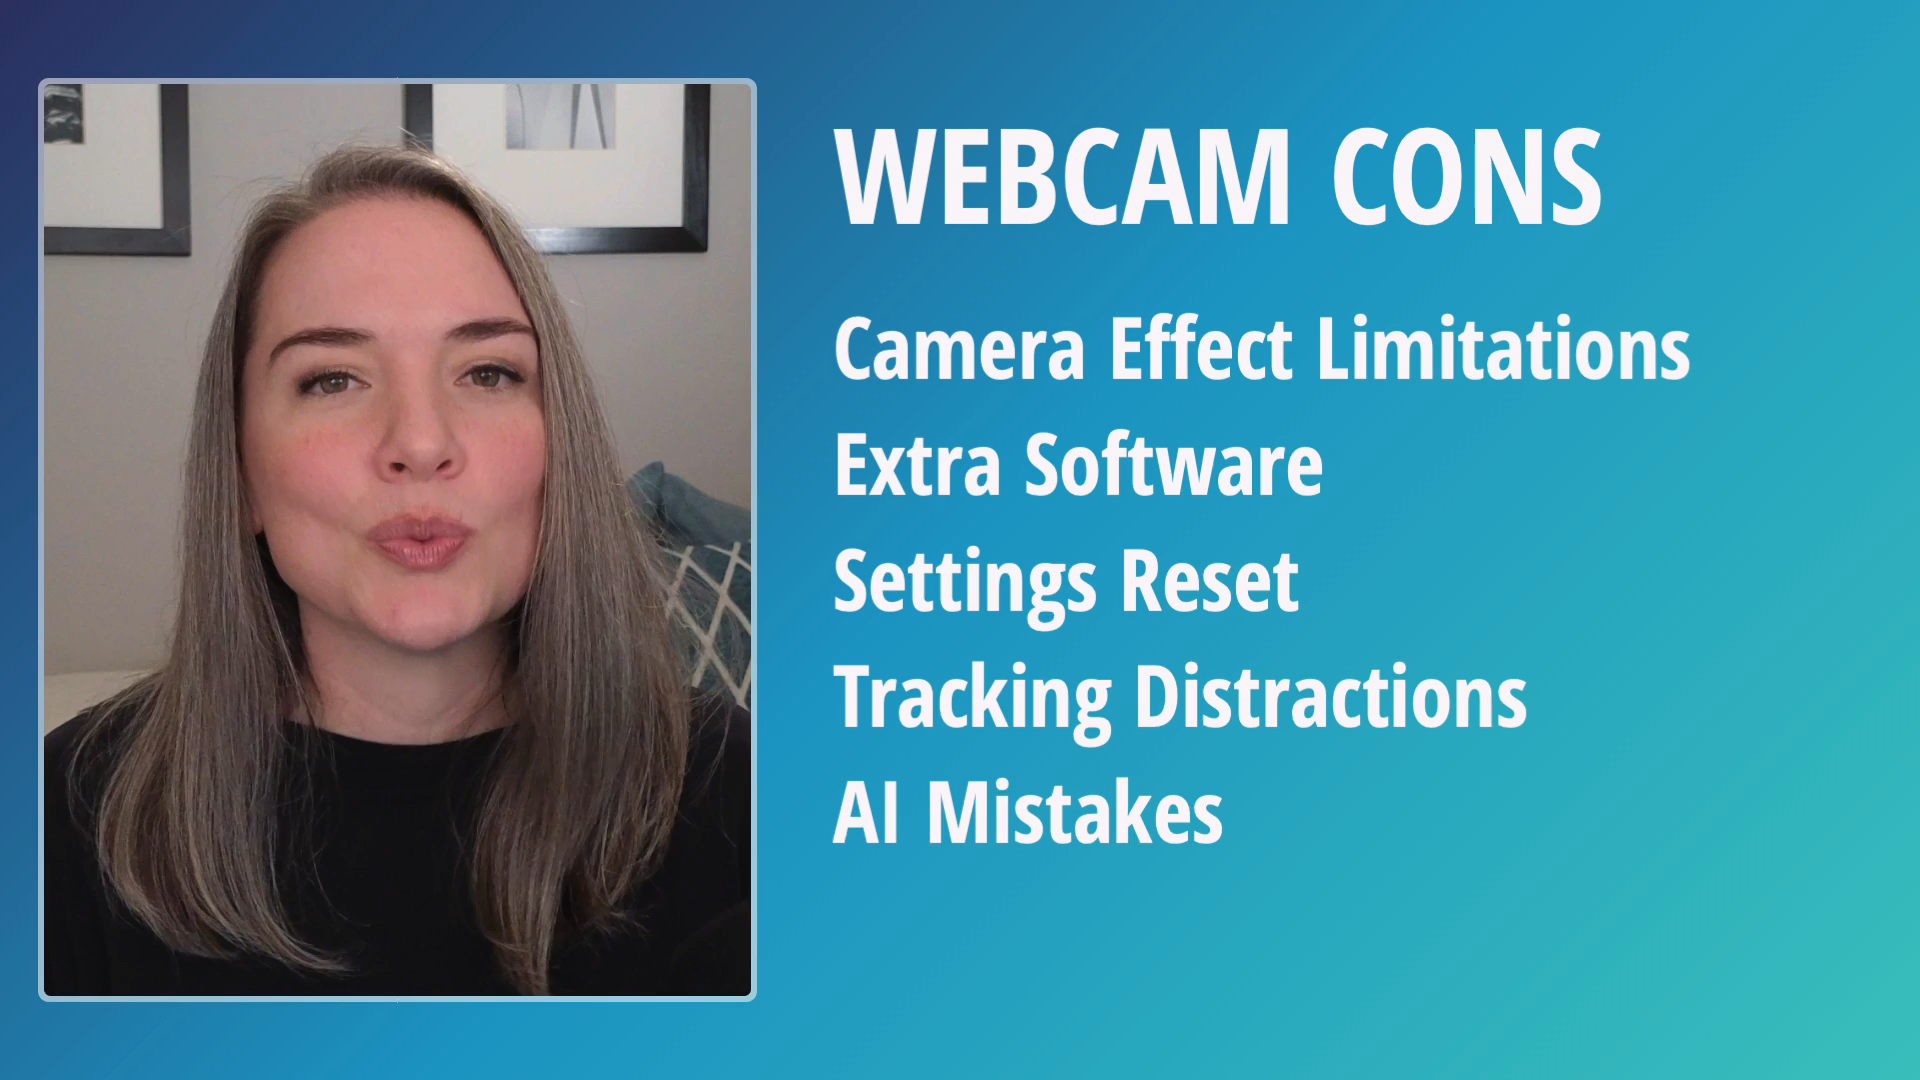 WEBCAM CONS
Camera Effect Limitations
Extra Software
Settings Reset
Tracking Distractions
AI Mistakes